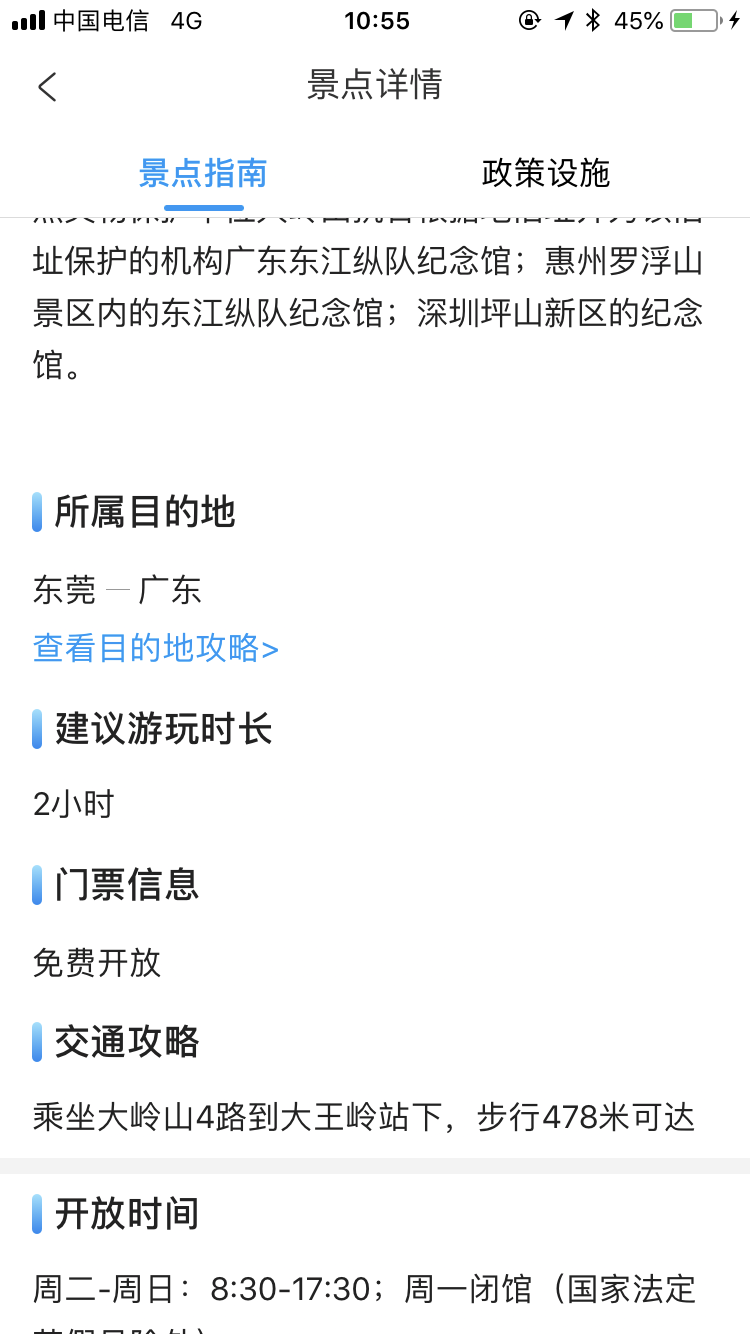 中国电信 4G 10:55 45%
景点详情
景点指南 政策设施
址保护的机构广东东江纵队纪念馆；惠州罗浮山
景区内的东江纵队纪念馆；深圳坪山新区的纪念
馆。
所属目的地
东莞 — 广东
查看目的地攻略>
建议游玩时长
2小时
门票信息
免费开放
交通攻略
乘坐大岭山4路到大王岭站下，步行478米可达
开放时间
周二-周日：8:30-17:30；周一闭馆（国家法定